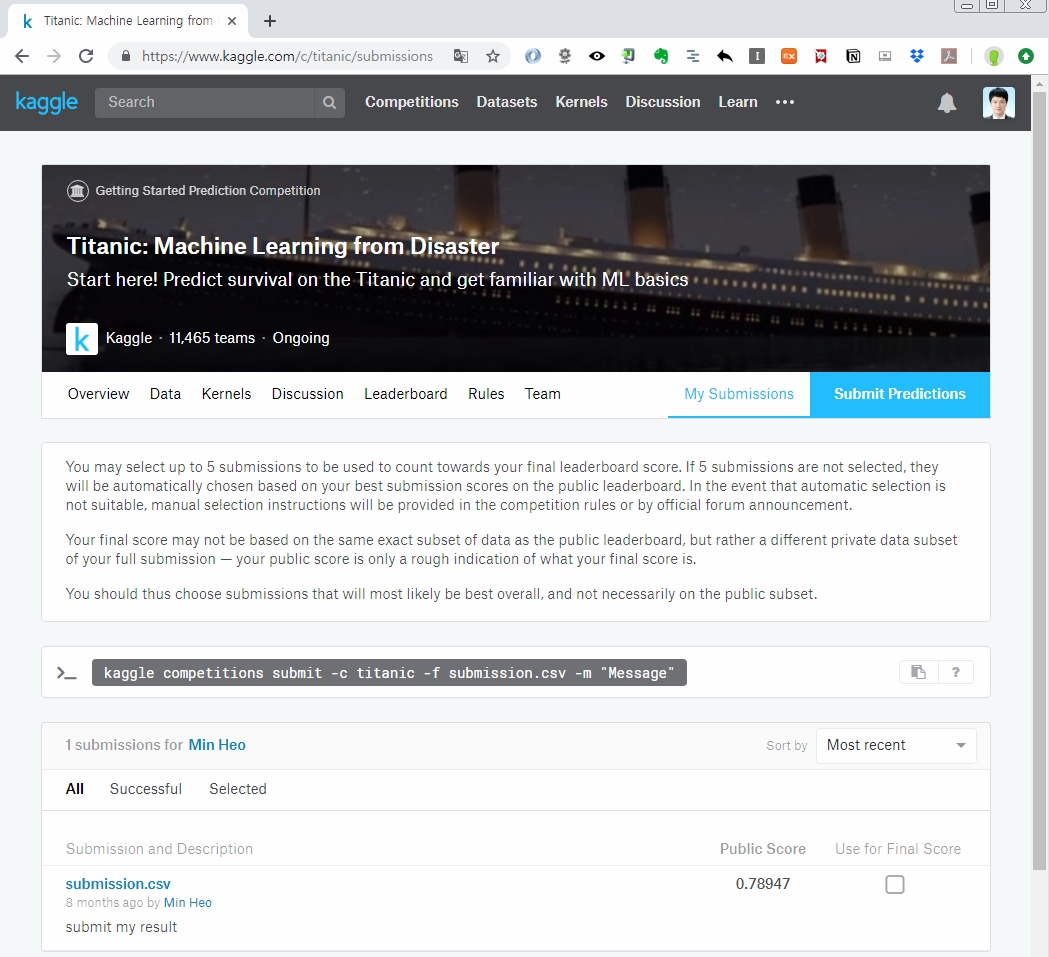 Titanic: Machine Learning from
https://www.kaggle.com/c/titanic/submissions
kaggle
Search
Competitions Datasets Kernels Discussion Learn
Getting Started Prediction Competition
Titanic: Machine Learning from Disaster
Start here! Predict survival on the Titanic and get familiar with ML basics
k Kaggle · 11,465 teams · Ongoing
Overview Data Kernels Discussion Leaderboard Rules Team My Submissions Submit Predictions
You may select up to 5 submissions to be used to count towards your final leaderboard score. If 5 submissions are not selected, they
will be automatically chosen based on your best submission scores on the public leaderboard. In the event that automatic selection is
not suitable, manual selection instructions will be provided in the competition rules or by official forum announcement.
Your final score may not be based on the same exact subset of data as the public leaderboard, but rather a different private data subset
of your full submission — your public score is only a rough indication of what your final score is.
You should thus choose submissions that will most likely be best overall, and not necessarily on the public subset.
>_ kaggle competitions submit -c titanic -f submission.csv -m "Message" ?
1 submissions for Min Heo Sort by Most recent
All Successful Selected
Submission and Description Public Score Use for Final Score
submission.csv 0.78947
8 months ago by Min Heo
submit my result